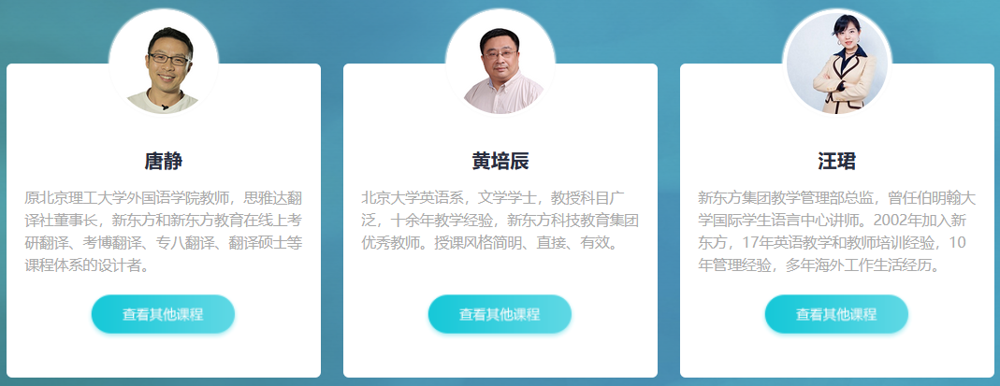 唐静
原北京理工大学外国语学院教师，思雅达翻
译社董事长，新东方和新东方教育在线上考
研翻译、考博翻译、专八翻译、翻译硕士等
课程体系的设计者。
查看其他课程
黄培辰
北京大学英语系，文学学士，教授科目广
泛，十余年教学经验，新东方科技教育集团
优秀教师。授课风格简明、直接、有效。
查看其他课程
汪珺
新东方集团教学管理部总监，曾任伯明翰大
学国际学生语言中心讲师。2002年加入新
东方，17年英语教学和教师培训经验，10
年管理经验，多年海外工作生活经历。
查看其他课程